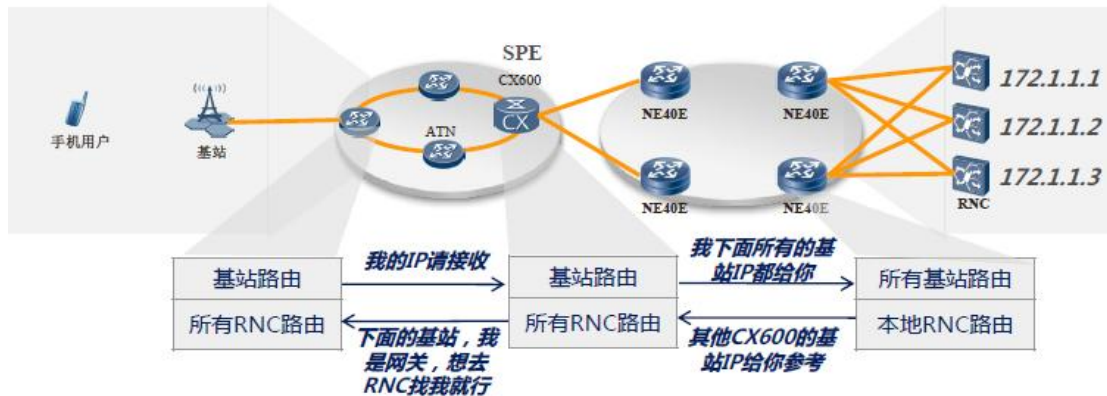 SPE
CX600
CX
ATN
手机用户
基站
NE40E
NE40E
NE40E
NE40E
172.1.1.1
172.1.1.2
172.1.1.3
RNC
基站路由
所有RNC路由
我的IP请接收
下面的基站，我
是网关，想去
RNC找我就行
基站路由
所有RNC路由
我下面所有的基
站IP都给你
其他CX600的基
站IP给你参考
所有基站路由
本地RNC路由